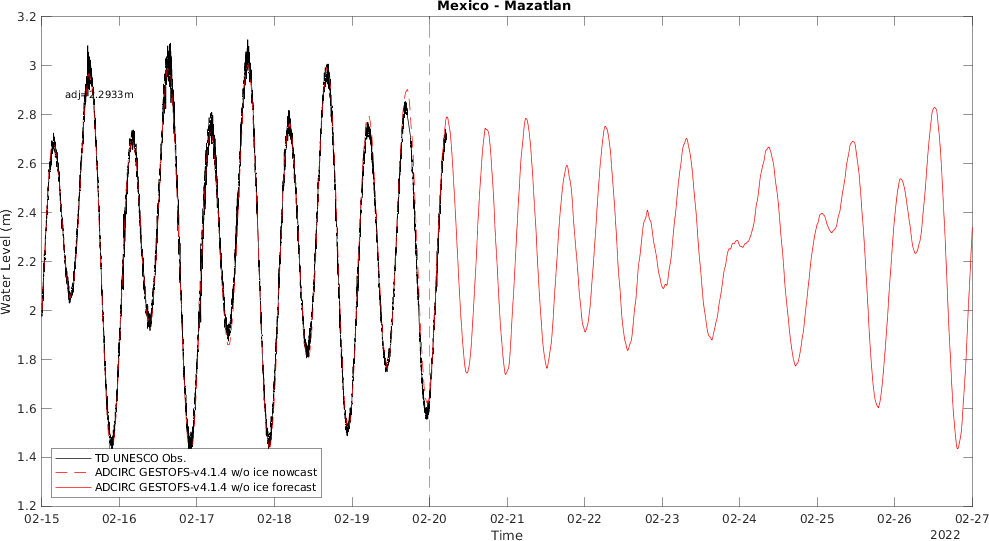 Mexico - Mazatlan
3.2
3
2.8
2.6
2.4
2.2
2
1.8
1.6
1.4
1.2
Water Level (m)
adj=2.2933m
TD UNESCO Obs.
ADCIRC GESTOFS-v4.1.4 w/o ice nowcast
ADCIRC GESTOFS-v4.1.4 w/o ice forecast
02-15 02-16 02-17 02-18 02-19 02-20 02-21 02-22 02-23 02-24 02-25 02-26 02-27
Time
2022